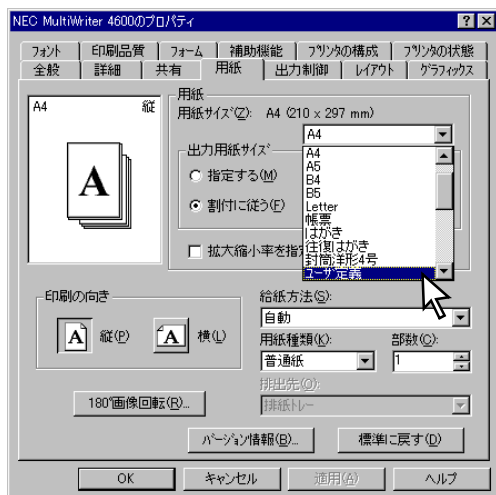 NEC MultiWriter 4600のプロパティ
フォント 印刷品質 フォーム 補助機能 プリンタの構成 プリンタの状態
全般 詳細 共有 用紙 出力制御 レイアウト グラフィックス
A4 縦
A
用紙
用紙サイズ(Z): A4 (210 x 297 mm)
A4
出力用紙サイズ
指定する(M)
割付に従う(F)
拡大縮小率を指
A4
A5
B4
B5
Letter
帳票
はがき
往復はがき
封筒洋形4号
ユーザ定義
印刷の向き
A 縦(P) A 横(L)
給紙方法(S):
自動
用紙種類(K): 部数(C):
普通紙 1
排出先(O):
排紙トレー
180°画像回転(R)...
バージョン情報(B)... 標準に戻す(D)
OK キャンセル 適用(A) ヘルプ